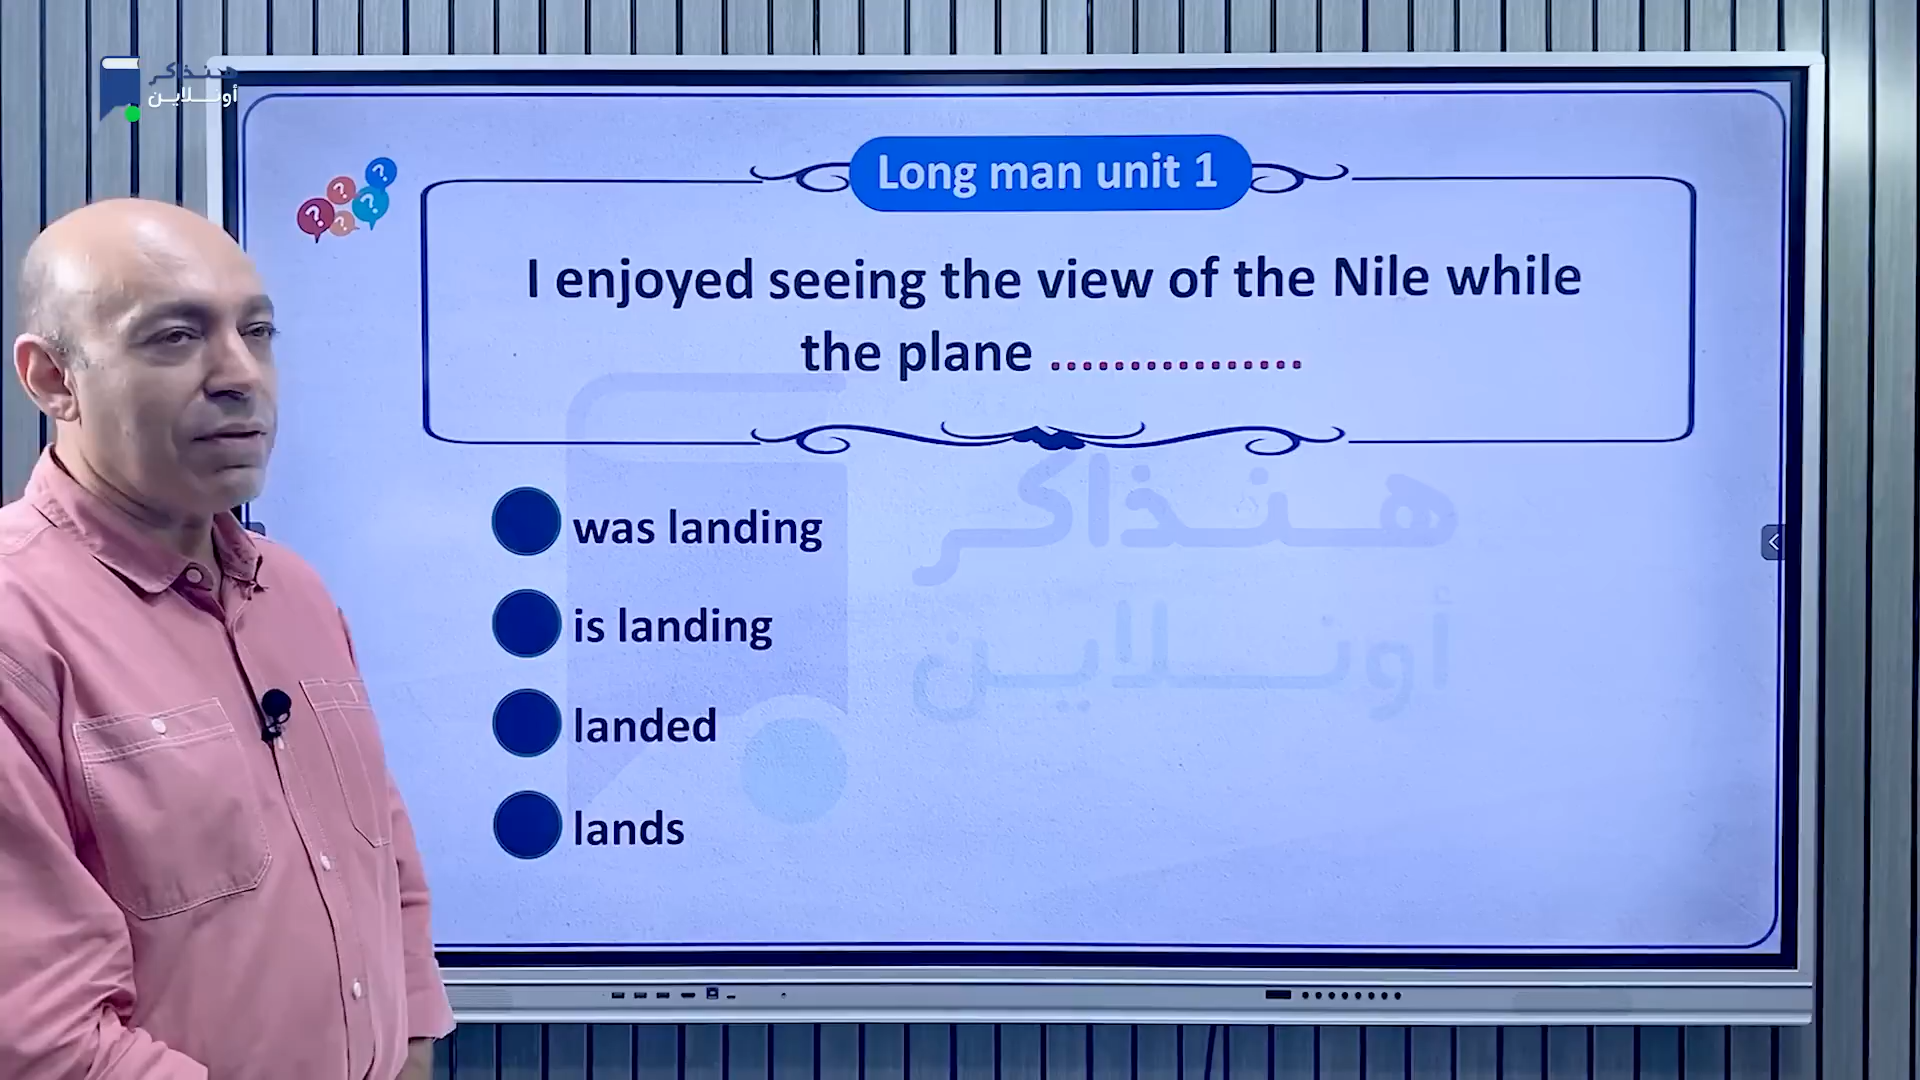 هنذاكر
أونلاين
Long man unit 1
I enjoyed seeing the view of the Nile while
the plane ...............
was landing
is landing
landed
lands
هنذاكر
أونلاين